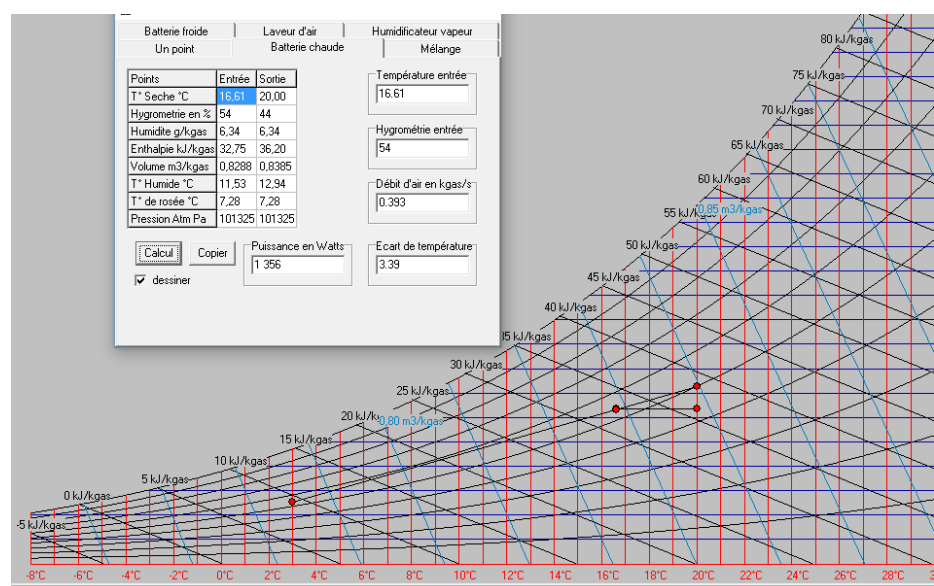 Batterie froide Laveur d'air Humidificateur vapeur
Un point Batterie chaude Mélange
Points Entrée Sortie
T° Seche °C 16,61 20,00
Hygrometrie en % 54 44
Humidite g/kgas 6,34 6,34
Enthalpie kJ/kgas 32,75 36,20
Volume m3/kgas 0,8288 0,8385
T° Humide °C 11,53 12,94
T° de rosée °C 7,28 7,28
Pression Atm Pa 101325 101325
Température entrée
16.61
Hygrométrie entrée
54
Débit d'air en kgas/s
0.393
Calcul Copier
Puissance en Watts
1 356
Ecart de température
3.39
dessiner
80 kJ/kgas
75 kJ/kgas
70 kJ/kgas
65 kJ/kgas
60 kJ/kgas
0,85 m3/kgas
55 kJ/kgas
50 kJ/kgas
45 kJ/kgas
40 kJ/kgas
35 kJ/kgas
30 kJ/kgas
25 kJ/kgas
20 kJ/kgas
0,80 m3/kgas
15 kJ/kgas
10 kJ/kgas
5 kJ/kgas
0 kJ/kgas
-5 kJ/kgas
-8°C -6°C -4°C -2°C 0°C 2°C 4°C 6°C 8°C 10°C 12°C 14°C 16°C 18°C 20°C 22°C 24°C 26°C 28°C